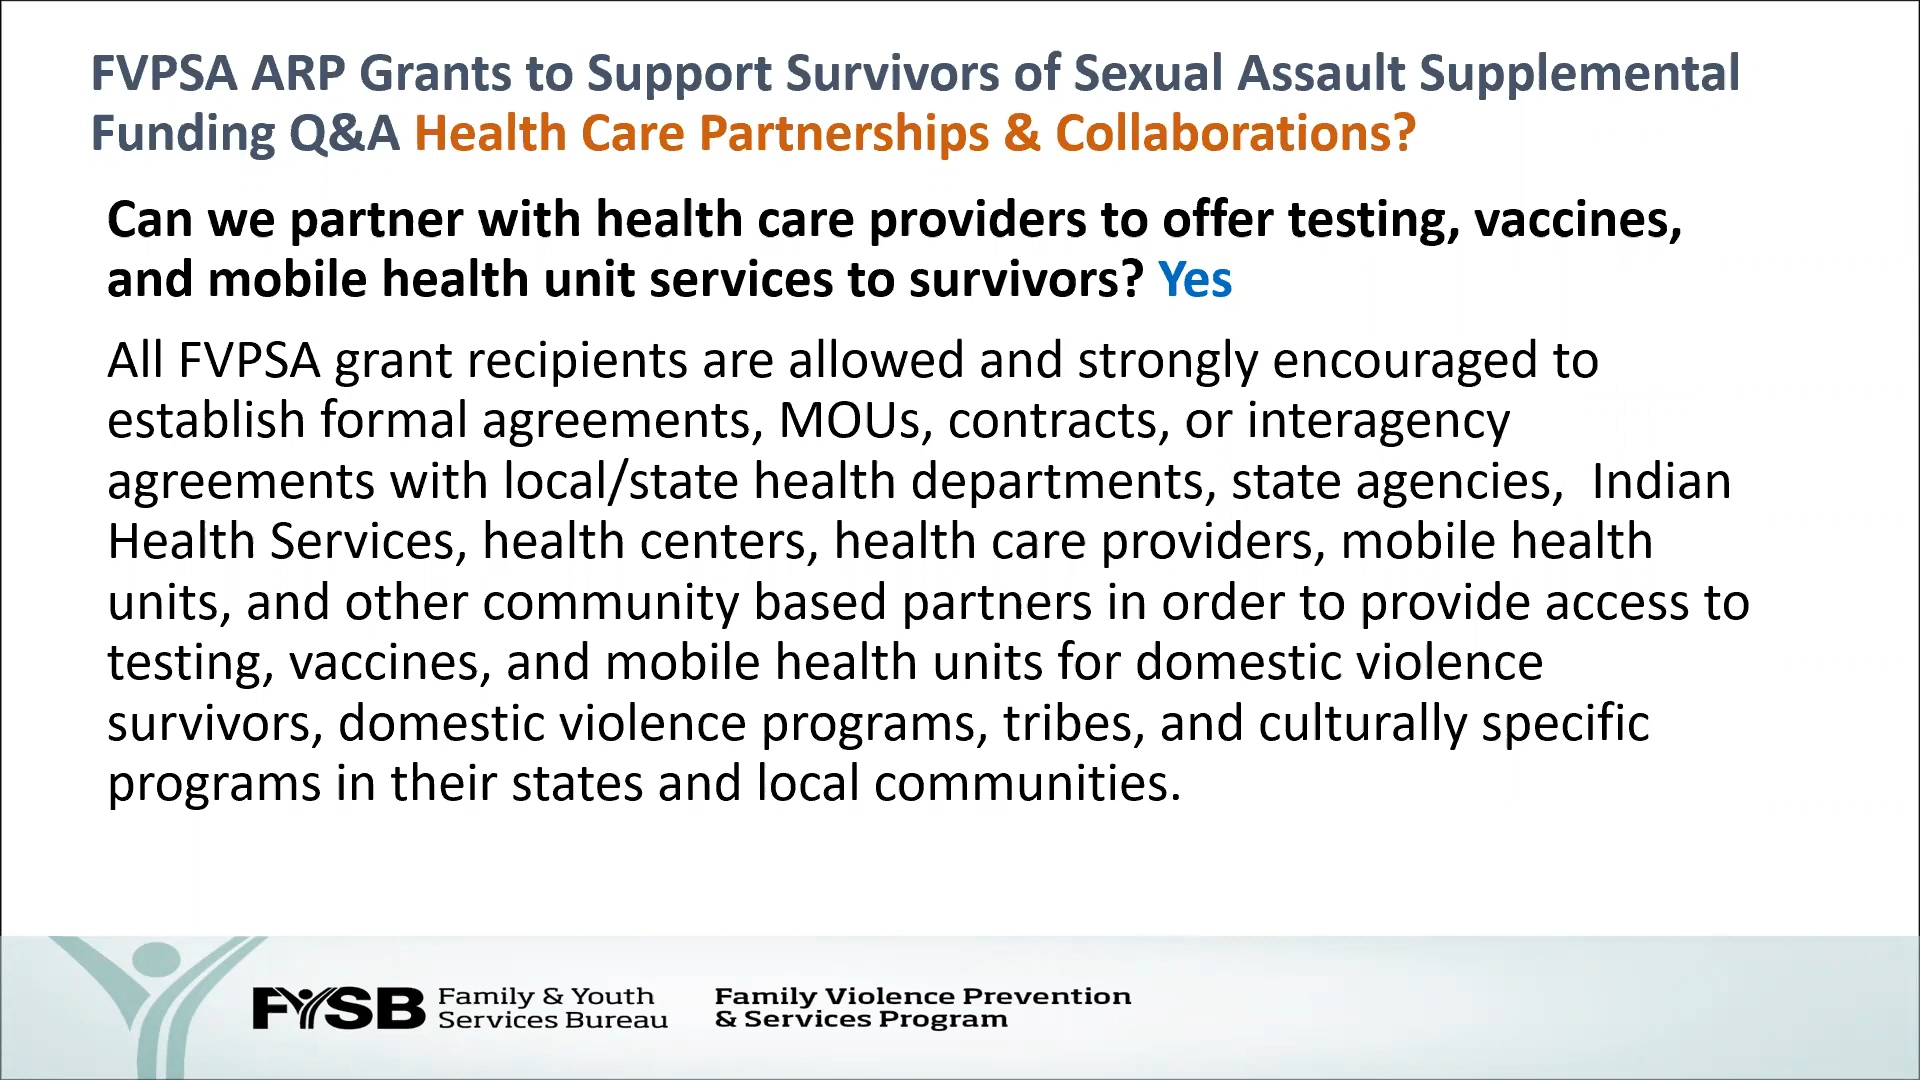 FVPSA ARP Grants to Support Survivors of Sexual Assault Supplemental
Funding Q&A Health Care Partnerships & Collaborations?
Can we partner with health care providers to offer testing, vaccines,
and mobile health unit services to survivors? Yes
All FVPSA grant recipients are allowed and strongly encouraged to
establish formal agreements, MOUs, contracts, or interagency
agreements with local/state health departments, state agencies,  Indian
Health Services, health centers, health care providers, mobile health
units, and other community based partners in order to provide access to
testing, vaccines, and mobile health units for domestic violence
survivors, domestic violence programs, tribes, and culturally specific
programs in their states and local communities.
FYSB Family & Youth
Services Bureau
Family Violence Prevention
& Services Program